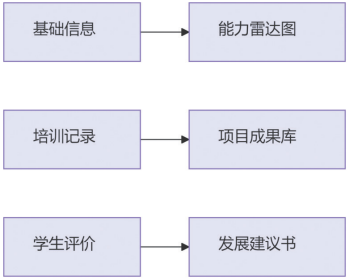 基础信息
能力雷达图
培训记录
项目成果库
学生评价
发展建议书